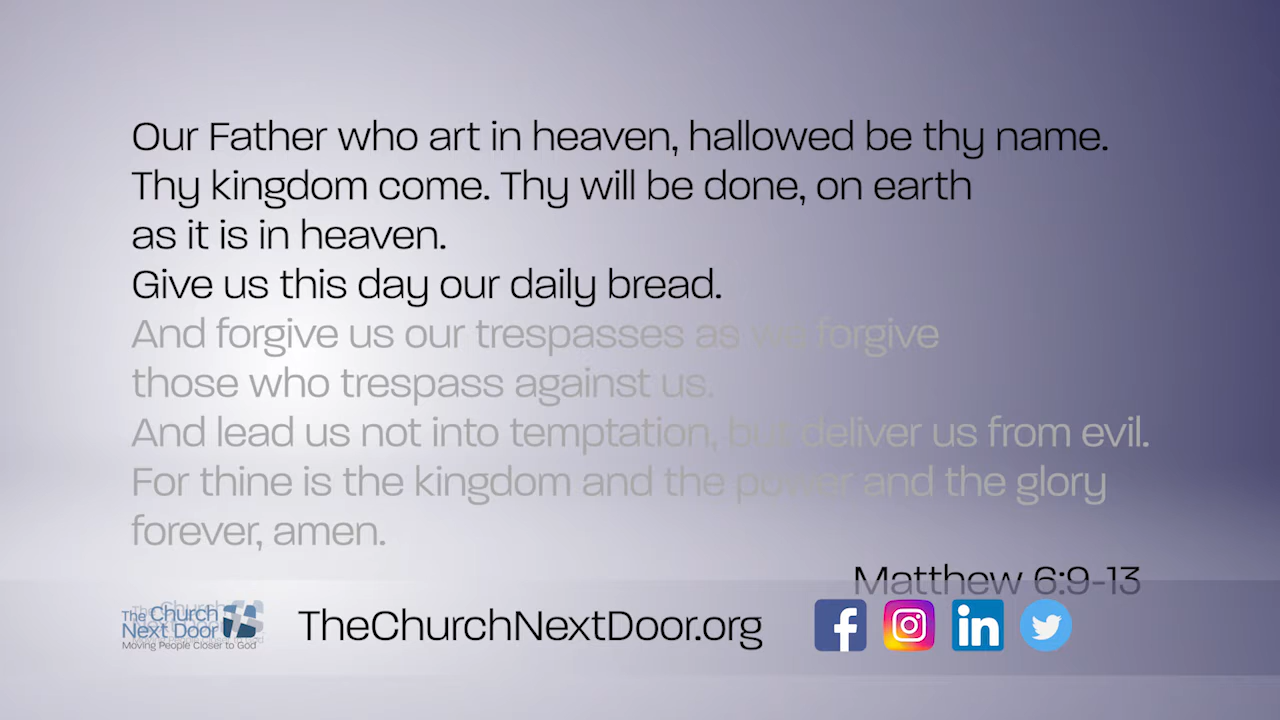 Our Father who art in heaven, hallowed be thy name.
Thy kingdom come. Thy will be done, on earth
as it is in heaven.
Give us this day our daily bread.
And forgive us our trespasses as we forgive
those who trespass against us.
And lead us not into temptation, but deliver us from evil.
For thine is the kingdom and the power and the glory
forever, amen.
Matthew 6:9-13
The Church
Next Door
Moving People Closer to God
TheChurchNextDoor.org
f
in